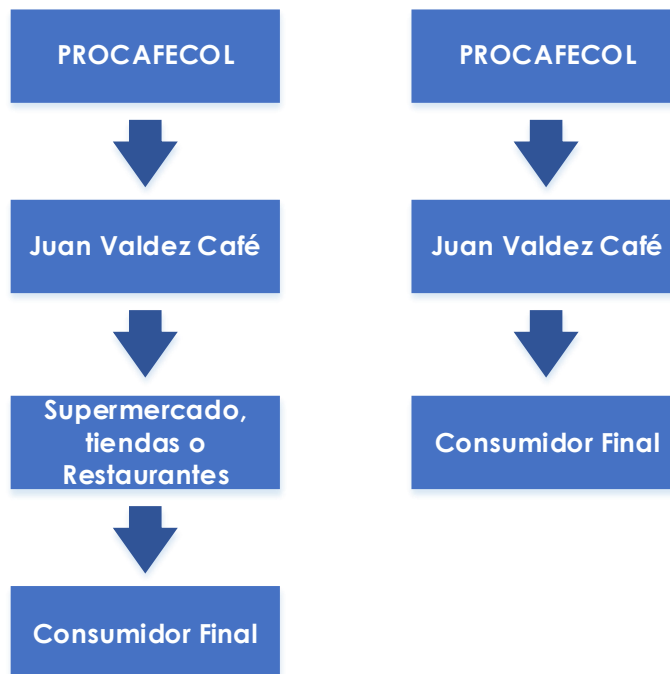 PROCAFECOL
Juan Valdez Café
Supermercado,
tiendas o
Restaurantes
Consumidor Final
PROCAFECOL
Juan Valdez Café
Consumidor Final